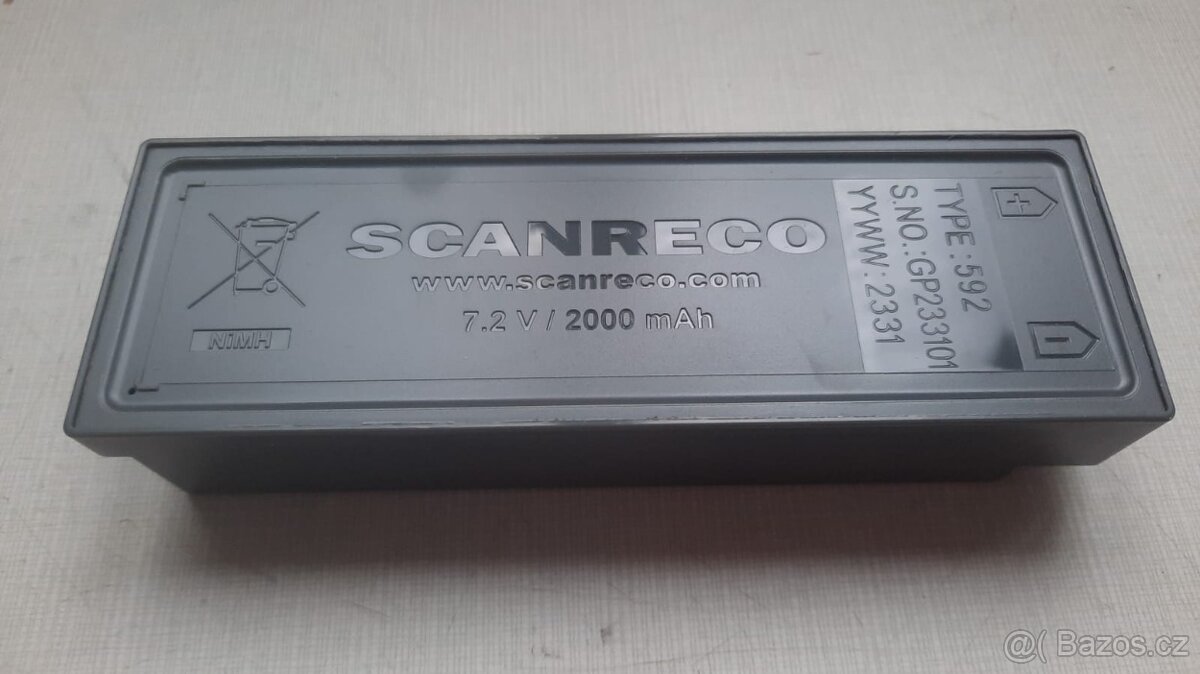 SCANRECO
www.scanreco.com
7.2 V / 2000 mAh
NiMH
TYPE:592
S.NO.:GP233101
YYWW:2331
+
-
@( Bazos.cz